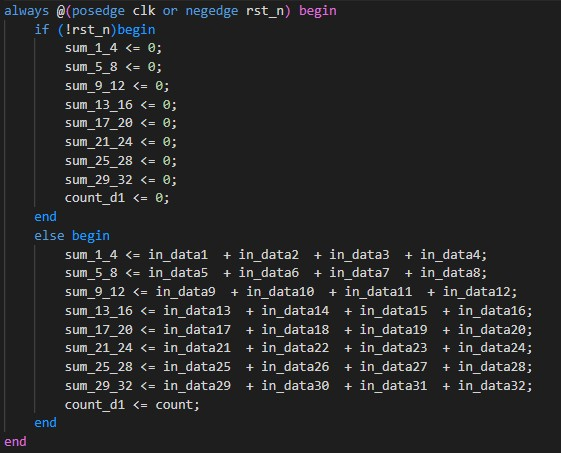 always @(posedge clk or negedge rst_n) begin
    if (!rst_n)begin
        sum_1_4 <= 0;
        sum_5_8 <= 0;
        sum_9_12 <= 0;
        sum_13_16 <= 0;
        sum_17_20 <= 0;
        sum_21_24 <= 0;
        sum_25_28 <= 0;
        sum_29_32 <= 0;
        count_d1 <= 0;
    end
    else begin
        sum_1_4 <= in_data1  + in_data2  + in_data3  + in_data4;
        sum_5_8 <= in_data5  + in_data6  + in_data7  + in_data8;
        sum_9_12 <= in_data9  + in_data10  + in_data11  + in_data12;
        sum_13_16 <= in_data13  + in_data14  + in_data15  + in_data16;
        sum_17_20 <= in_data17  + in_data18  + in_data19  + in_data20;
        sum_21_24 <= in_data21  + in_data22  + in_data23  + in_data24;
        sum_25_28 <= in_data25  + in_data26  + in_data27  + in_data28;
        sum_29_32 <= in_data29  + in_data30  + in_data31  + in_data32;
        count_d1 <= count;
    end
end